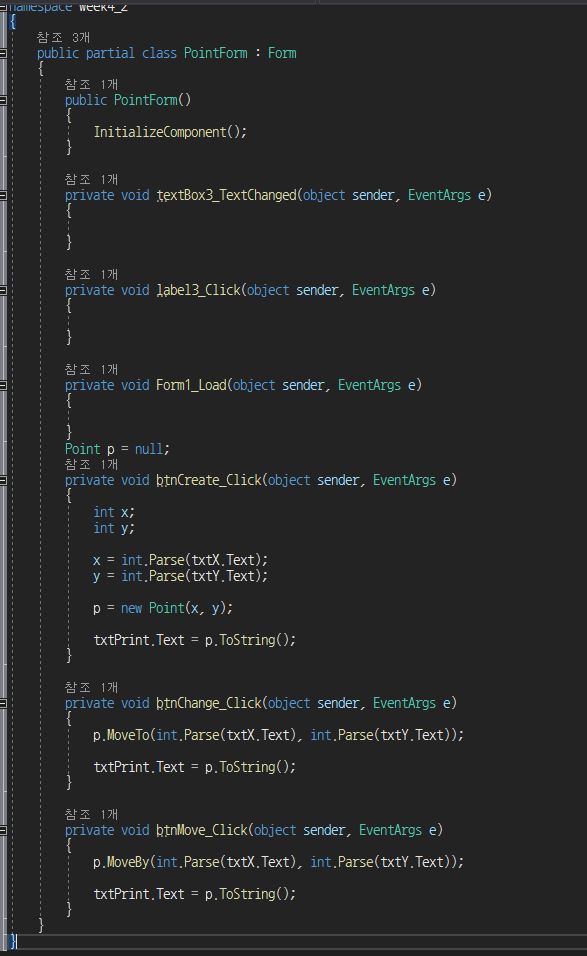 namespace week4_2
{
참조 3개
public partial class PointForm : Form
{
참조 1개
public PointForm()
{
InitializeComponent();
}
참조 1개
private void textBox3_TextChanged(object sender, EventArgs e)
{
}
참조 1개
private void label3_Click(object sender, EventArgs e)
{
}
참조 1개
private void Form1_Load(object sender, EventArgs e)
{
}
Point p = null;
참조 1개
private void btnCreate_Click(object sender, EventArgs e)
{
int x;
int y;
x = int.Parse(txtX.Text);
y = int.Parse(txtY.Text);
p = new Point(x, y);
txtPrint.Text = p.ToString();
}
참조 1개
private void btnChange_Click(object sender, EventArgs e)
{
p.MoveTo(int.Parse(txtX.Text), int.Parse(txtY.Text));
txtPrint.Text = p.ToString();
}
참조 1개
private void btnMove_Click(object sender, EventArgs e)
{
p.MoveBy(int.Parse(txtX.Text), int.Parse(txtY.Text));
txtPrint.Text = p.ToString();
}
}
}